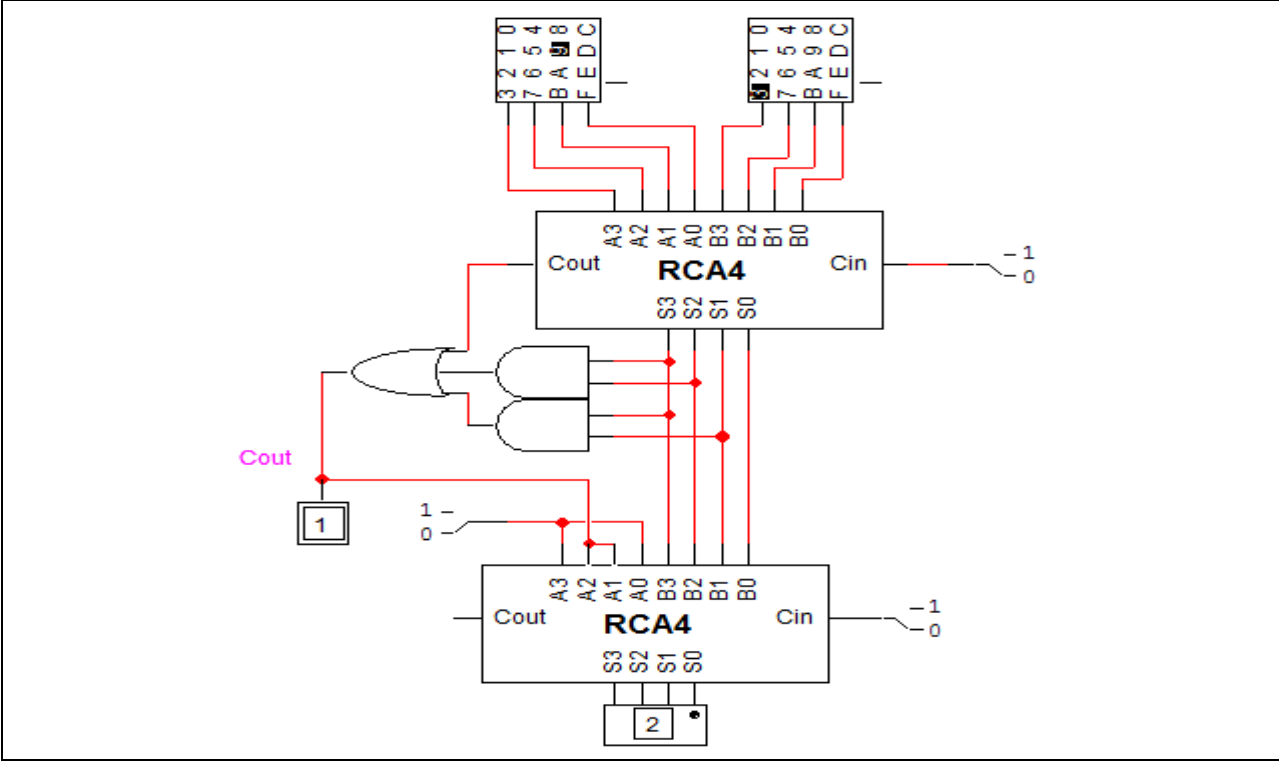 0 4 8 C
1 5 9 D
2 6 A E
3 7 B F
0 4 8 C
1 5 9 D
2 6 A E
3 7 B F
A3 A2 A1 A0 B3 B2 B1 B0
Cout RCA4 Cin
S3 S2 S1 S0
1
0
Cout
1
1
0
A3 A2 A1 A0 B3 B2 B1 B0
Cout RCA4 Cin
S3 S2 S1 S0
1
0
2